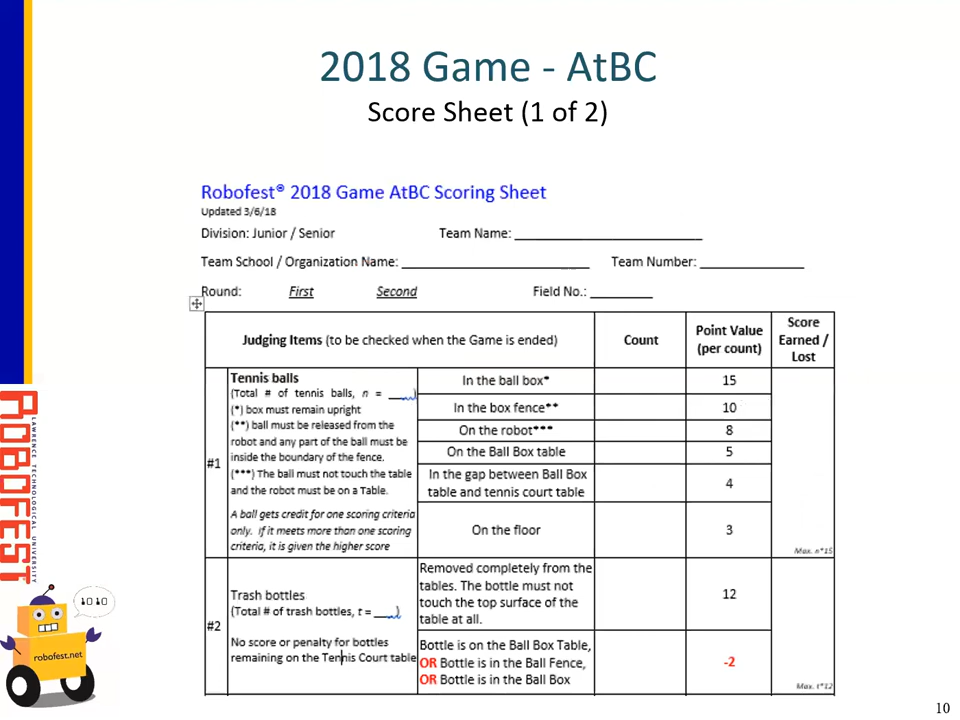 2018 Game - AtBC
Score Sheet (1 of 2)
Robofest® 2018 Game AtBC Scoring Sheet
Updated 3/6/18
Division: Junior / Senior Team Name: ____________________
Team School / Organization Name: ____________________ Team Number: ___________
Round: First Second Field No.: _______
Judging Items (to be checked when the Game is ended)
Count
Point Value
(per count)
Score
Earned /
Lost
#1
Tennis balls
(Total # of tennis balls, n = ____)
(*) box must remain upright
(**) ball must be released from the
robot and any part of the ball must be
inside the boundary of the fence.
(***) The ball must not touch the table
and the robot must be on a Table.
A ball gets credit for one scoring criteria
only. If it meets more than one scoring
criteria, it is given the higher score
In the ball box* 15
In the box fence** 10
On the robot*** 8
On the Ball Box table 5
In the gap between Ball Box
table and tennis court table 4
On the floor 3
Max. n*15
#2
Trash bottles
(Total # of trash bottles, t = ____)
No score or penalty for bottles
remaining on the Tennis Court table
Removed completely from the
tables. The bottle must not
touch the top surface of the
table at all.
12
Bottle is on the Ball Box Table,
OR Bottle is in the Ball Fence,
OR Bottle is in the Ball Box
-2
Max. t*12
ROBOFEST
LAWRENCE TECHNOLOGICAL UNIVERSITY
robofest.net
10